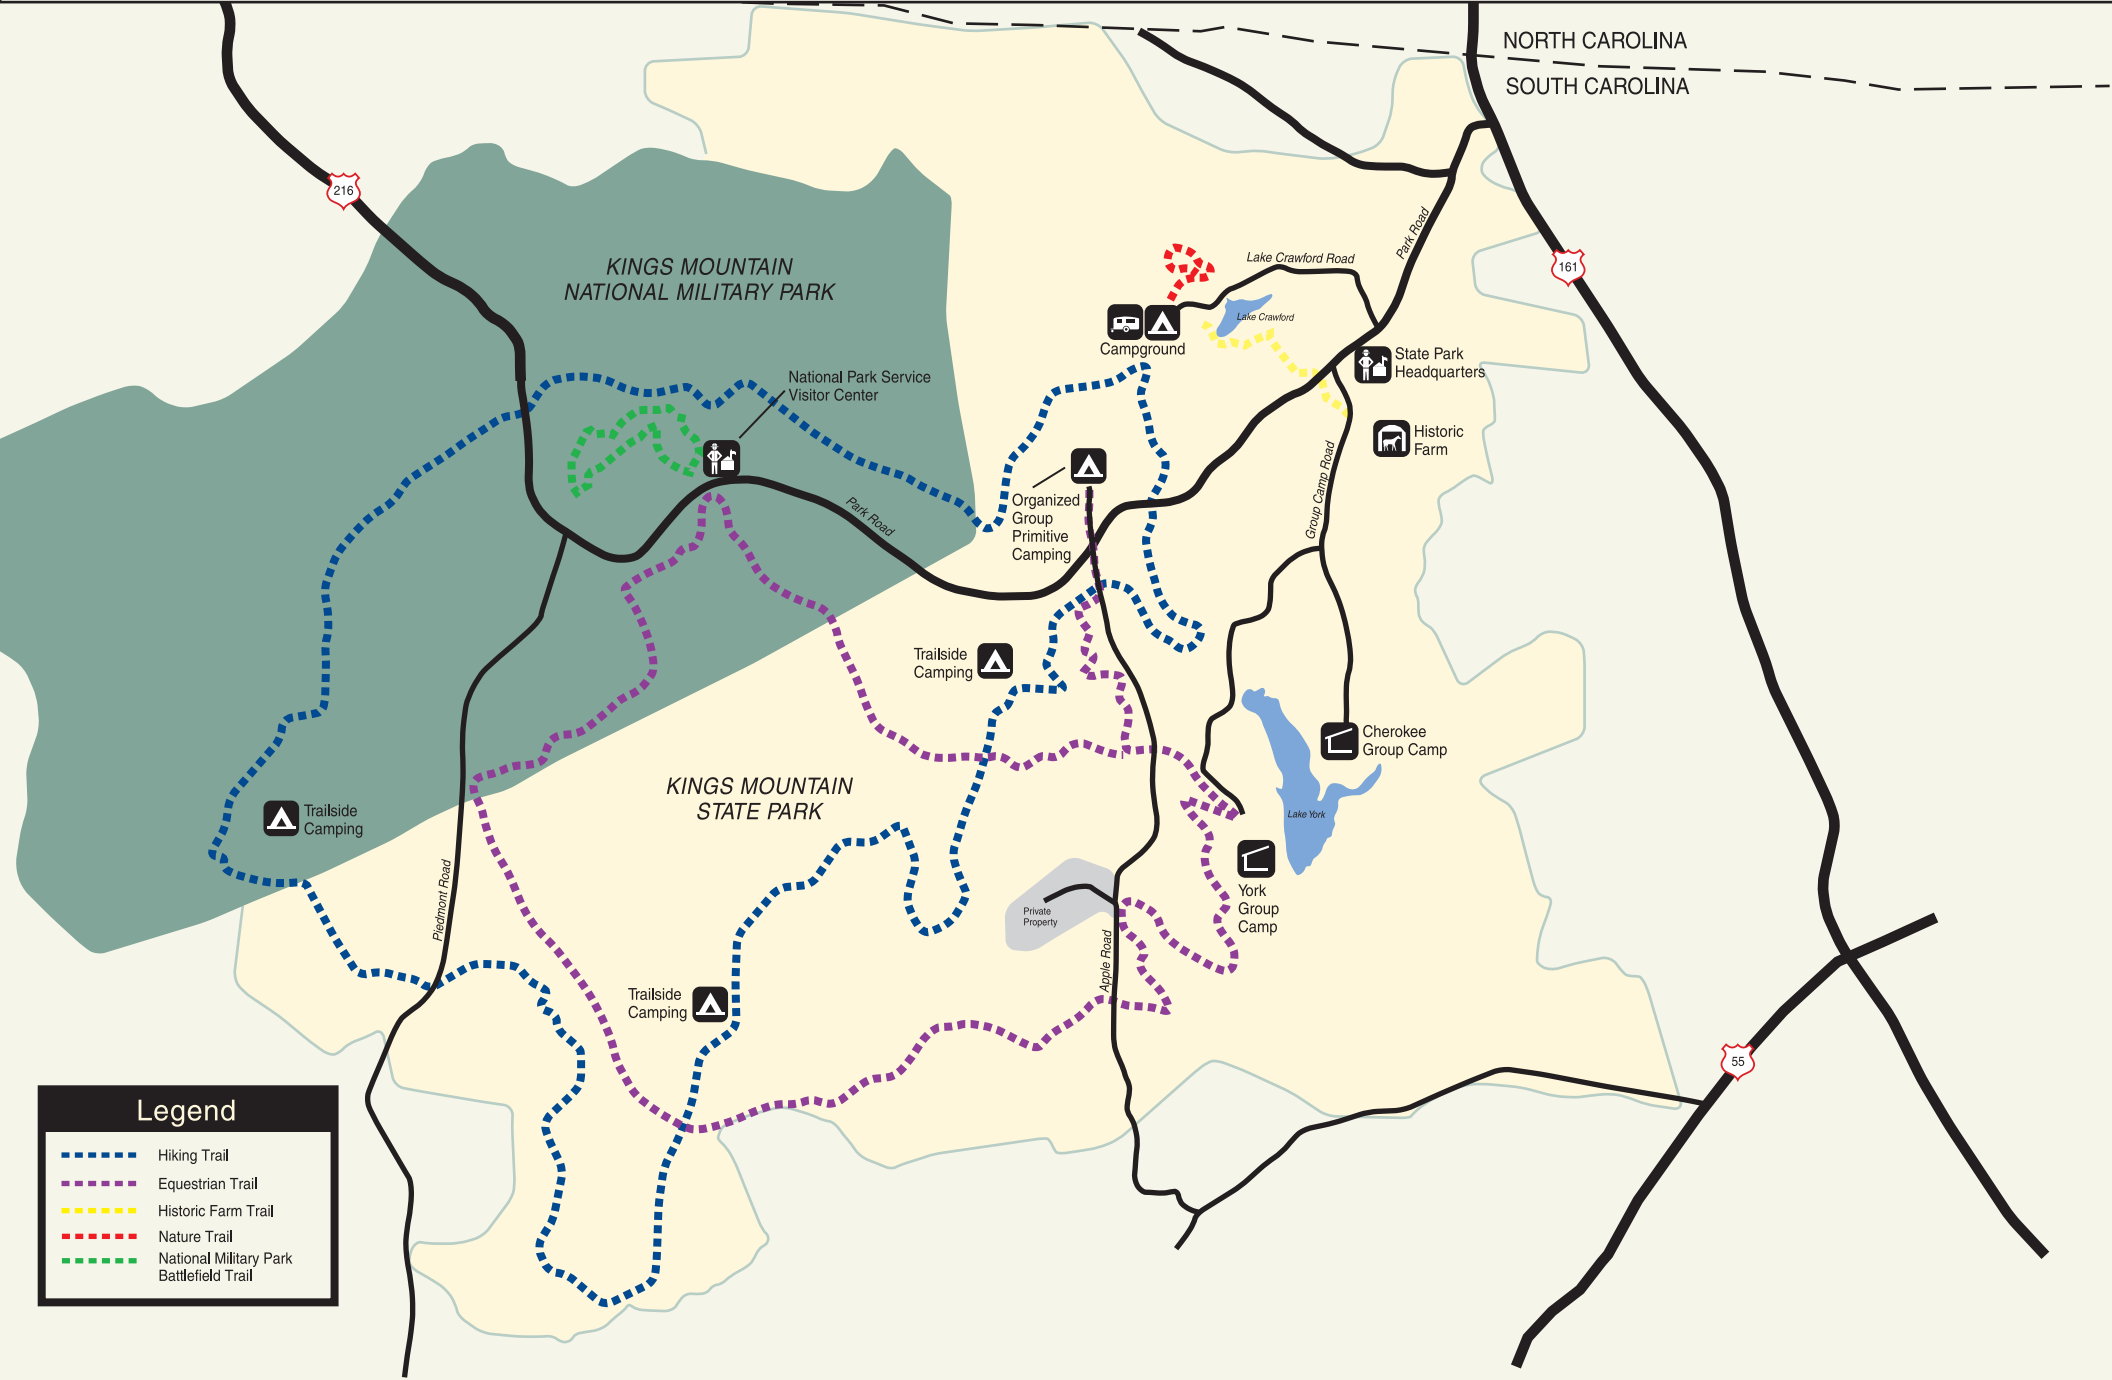 NORTH CAROLINA
SOUTH CAROLINA
216
161
KINGS MOUNTAIN
NATIONAL MILITARY PARK
Lake Crawford Road
Park Road
Lake Crawford
Campground
State Park
Headquarters
National Park Service
Visitor Center
Historic
Farm
Group Camp Road
Organized
Group
Primitive
Camping
Park Road
Trailside
Camping
Cherokee
Group Camp
KINGS MOUNTAIN
STATE PARK
Lake York
Trailside
Camping
York
Group
Camp
Piedmont Road
Private
Property
Apple Road
Trailside
Camping
55
Legend
Hiking Trail
Equestrian Trail
Historic Farm Trail
Nature Trail
National Military Park
Battlefield Trail